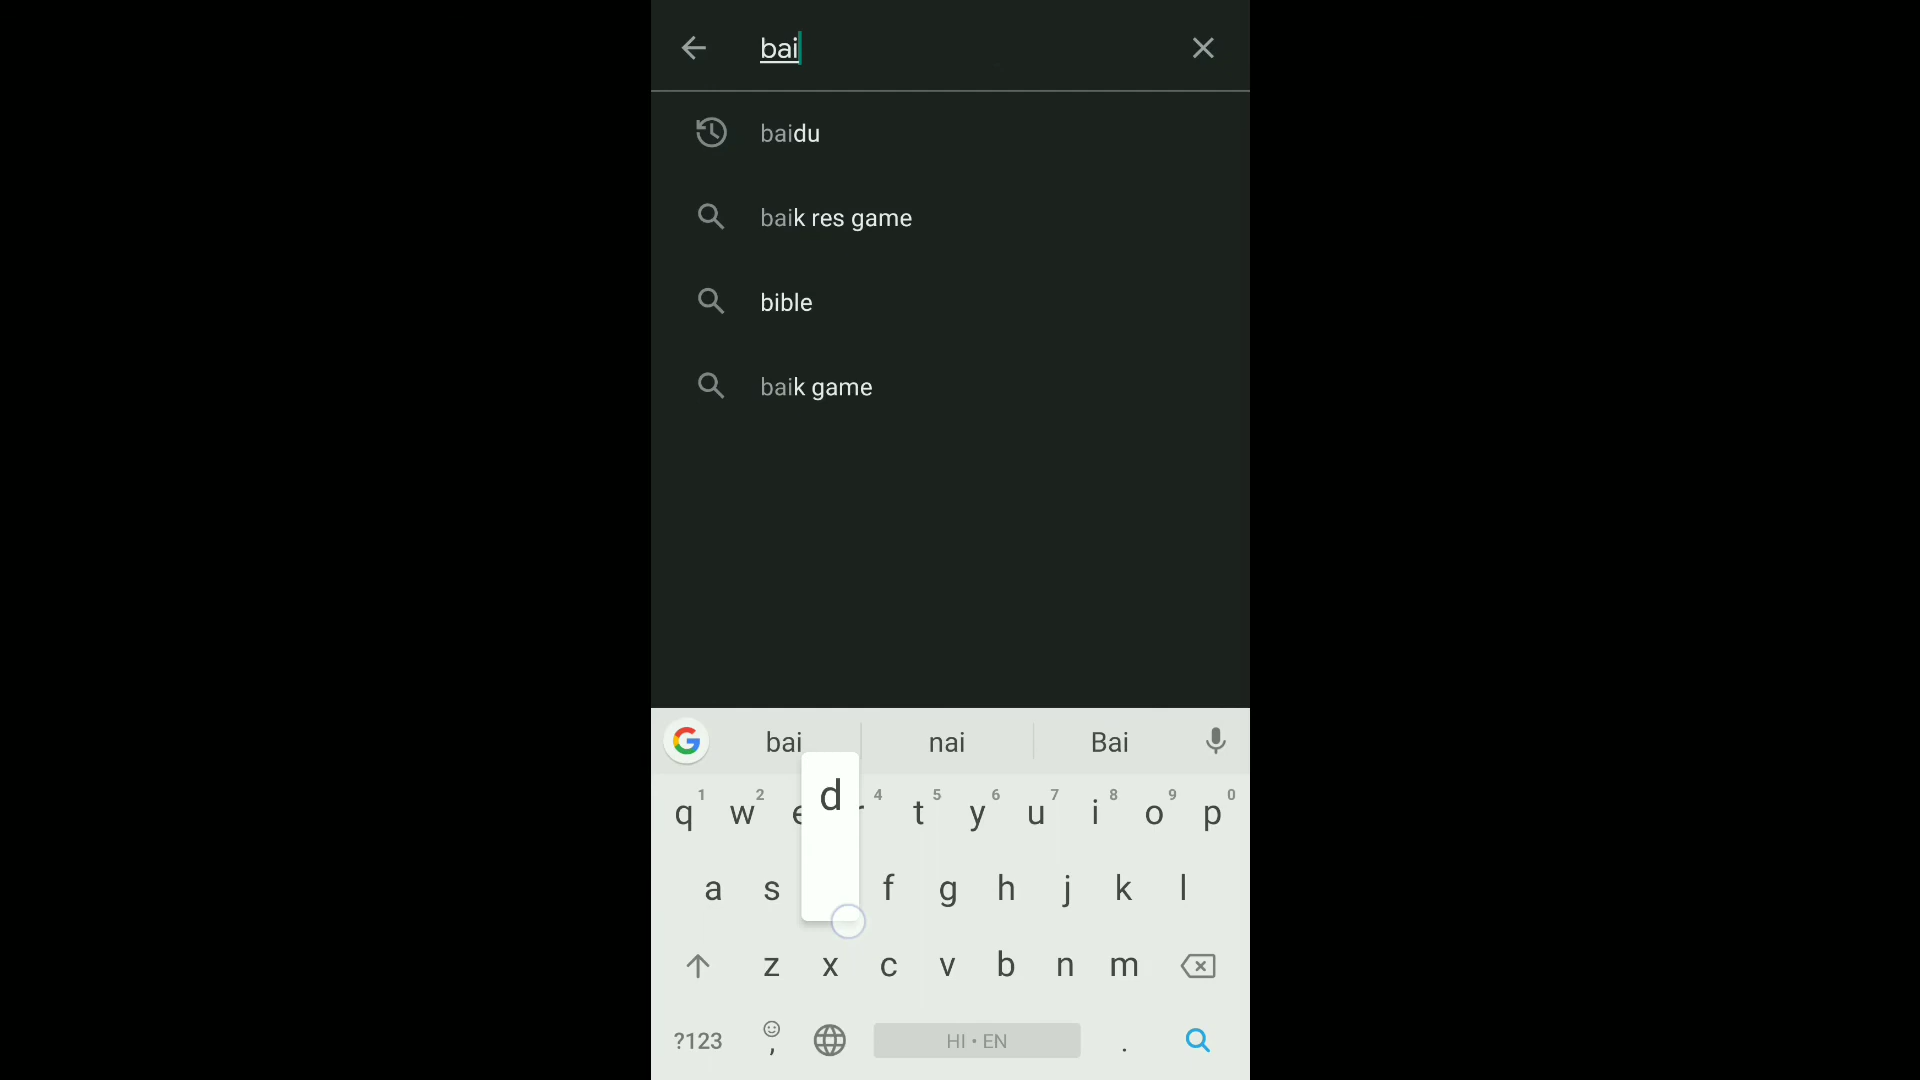 bai
baidu
baik res game
bible
baik game
bai nai Bai
d
q 1 w 2 e r 4 t 5 y 6 u 7 i 8 o 9 p 0
a s f g h j k l
z x c v b n m
?123 , HI • EN .